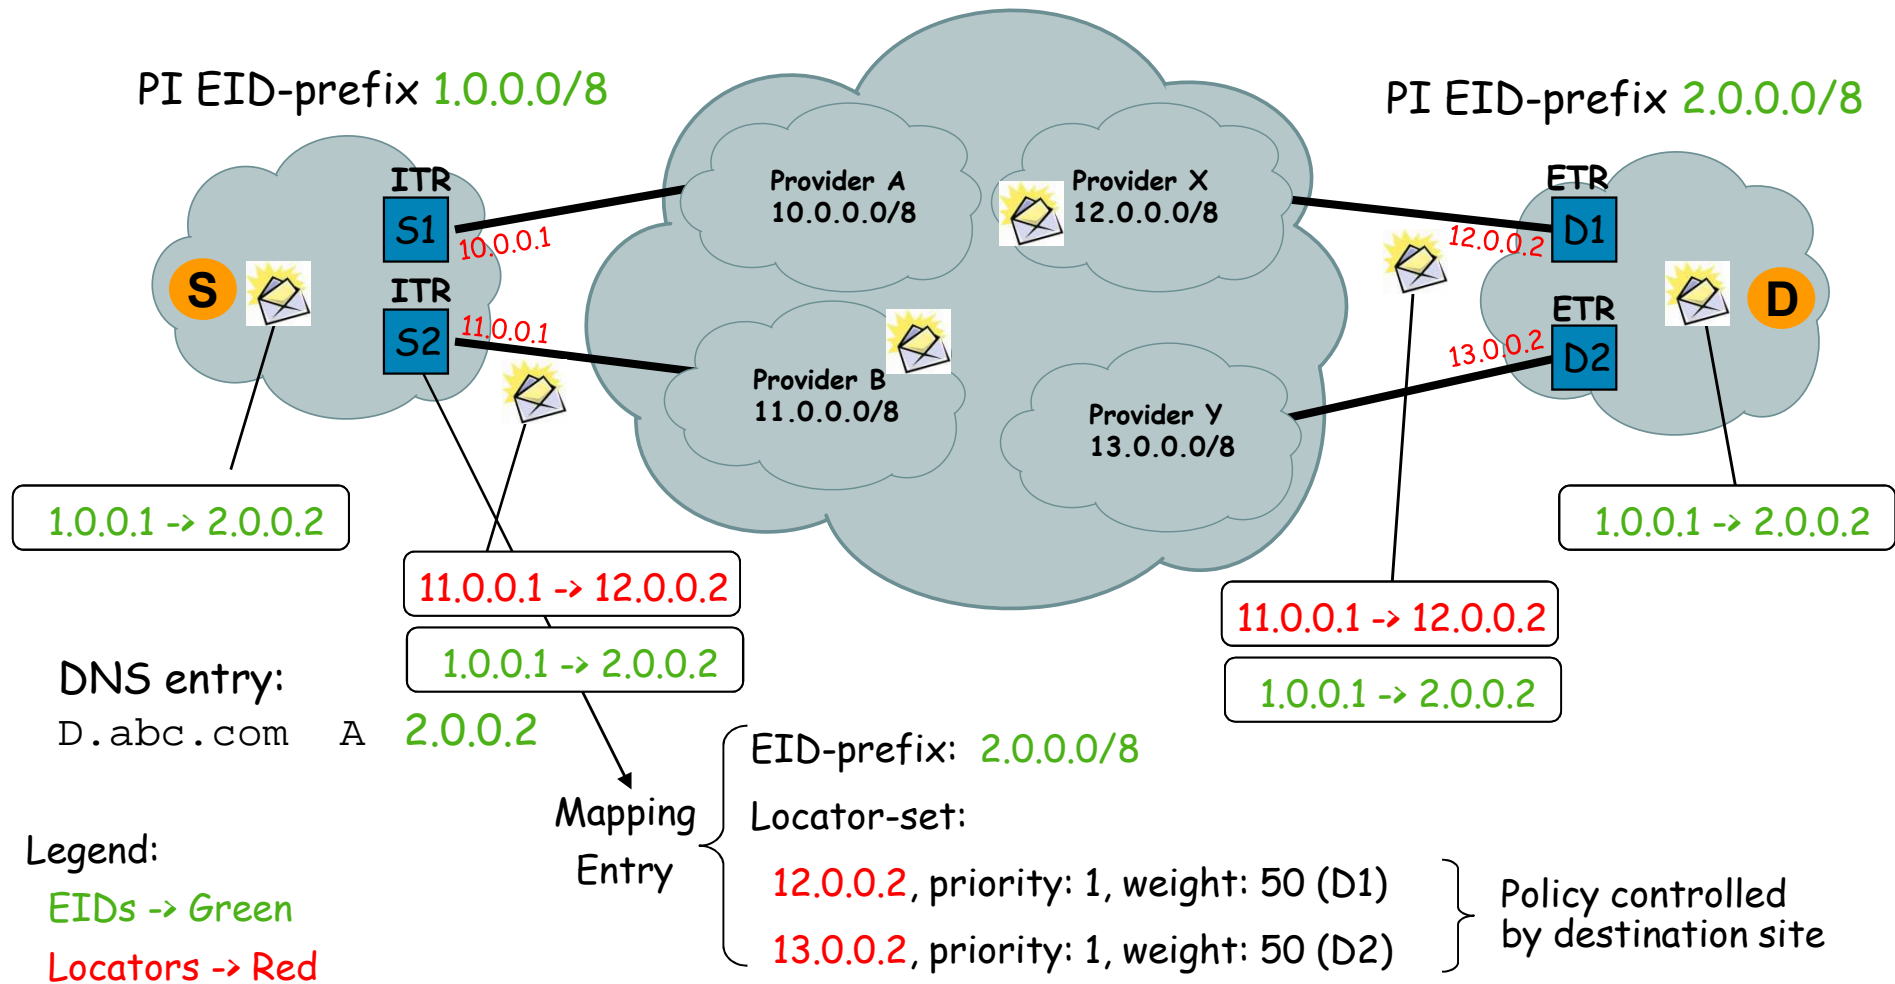 PI EID-prefix 1.0.0.0/8
PI EID-prefix 2.0.0.0/8
ITR
S1
10.0.0.1
ITR
S2
11.0.0.1
S
Provider A
10.0.0.0/8
Provider X
12.0.0.0/8
Provider B
11.0.0.0/8
Provider Y
13.0.0.0/8
ETR
D1
12.0.0.2
ETR
D2
13.0.0.2
D
1.0.0.1 -> 2.0.0.2
11.0.0.1 -> 12.0.0.2
1.0.0.1 -> 2.0.0.2
11.0.0.1 -> 12.0.0.2
1.0.0.1 -> 2.0.0.2
1.0.0.1 -> 2.0.0.2
DNS entry:
D.abc.com A 2.0.0.2
Mapping
Entry
EID-prefix: 2.0.0.0/8
Locator-set:
12.0.0.2, priority: 1, weight: 50 (D1)
13.0.0.2, priority: 1, weight: 50 (D2)
Policy controlled
by destination site
Legend:
EIDs -> Green
Locators -> Red